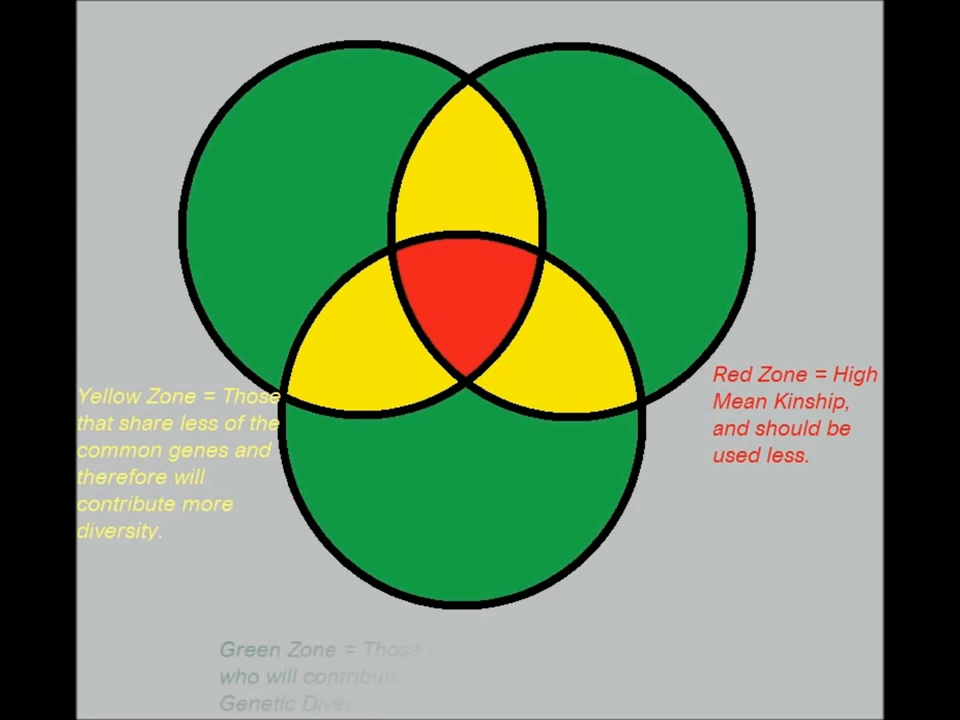 Yellow Zone = Those
that share less of the
common genes and
therefore will
contribute more
diversity.
Red Zone = High
Mean Kinship,
and should be
used less.
Green Zone = Those
who will contribute
Genetic